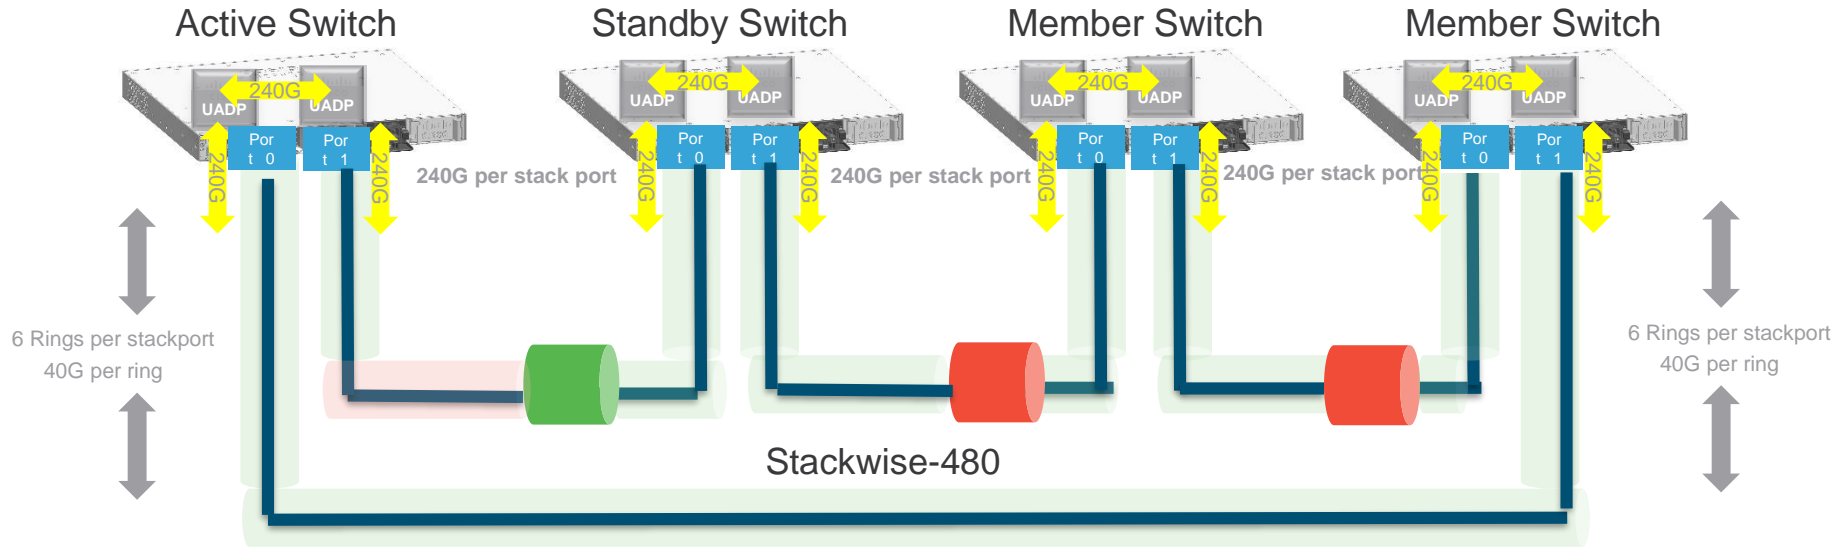 Active Switch
Standby Switch
Member Switch
Member Switch
240G
UADP
UADP
240G
UADP
UADP
240G
UADP
UADP
240G
UADP
UADP
Por
t 0
Por
t 1
Por
t 0
Por
t 1
Por
t 0
Por
t 1
Por
t 0
Por
t 1
240G
240G
240G
240G
240G
240G
240G
240G
240G per stack port
240G per stack port
240G per stack port
6 Rings per stackport
40G per ring
6 Rings per stackport
40G per ring
Stackwise-480